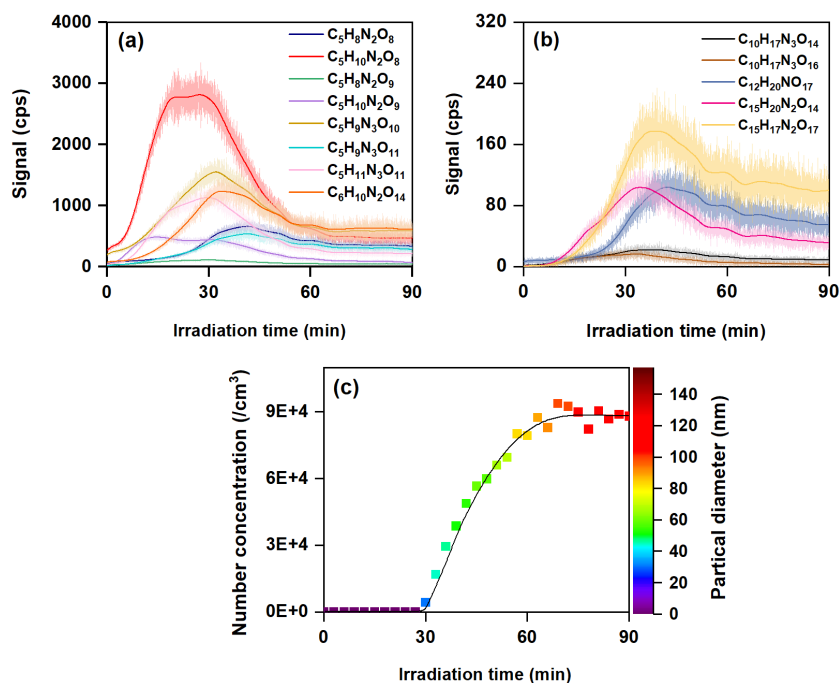 (a)
4000
3000
2000
1000
0
Signal (cps)
C₅H₈N₂O₈
C₅H₁₀N₂O₈
C₅H₈N₂O₉
C₅H₁₀N₂O₉
C₅H₉N₃O₁₀
C₅H₉N₃O₁₁
C₅H₁₁N₃O₁₁
C₆H₁₀N₂O₁₄
0 30 60 90
Irradiation time (min)
(b)
320
240
160
80
0
Signal (cps)
C₁₀H₁₇N₃O₁₄
C₁₀H₁₇N₃O₁₆
C₁₂H₂₀NO₁₇
C₁₅H₂₀N₂O₁₄
C₁₅H₁₇N₂O₁₇
0 30 60 90
Irradiation time (min)
(c)
9E+4
6E+4
3E+4
0E+0
Number concentration (/cm³)
0 30 60 90
Irradiation time (min)
140
120
100
80
60
40
20
0
Partical diameter (nm)